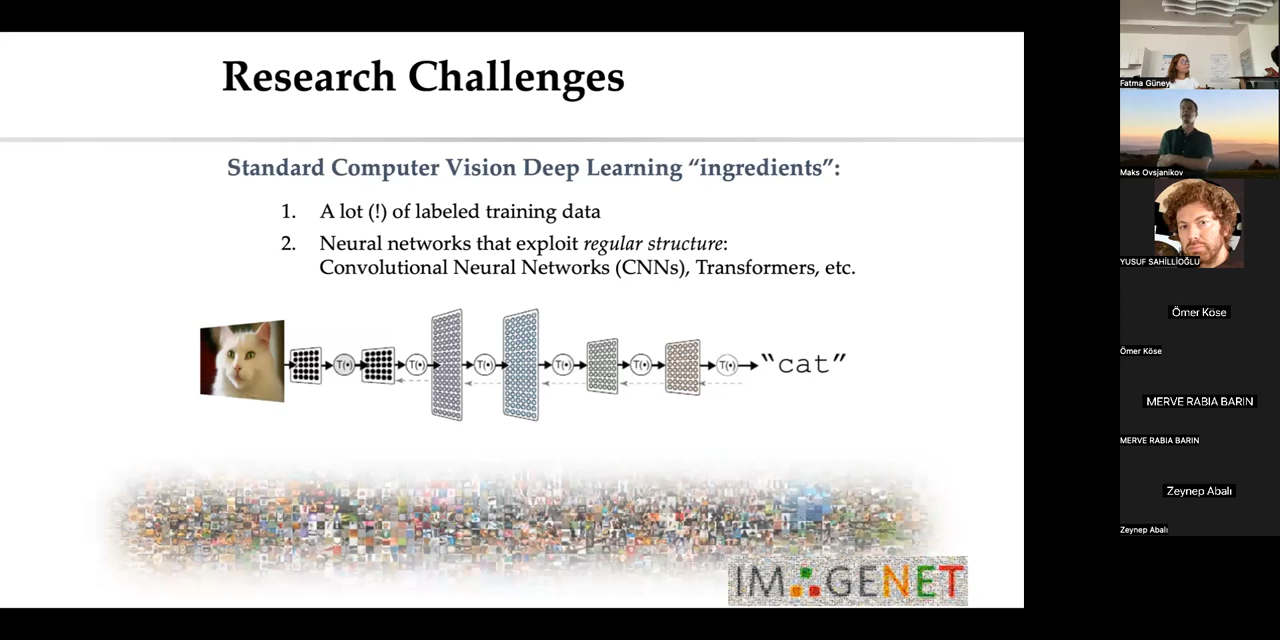 Research Challenges
Standard Computer Vision Deep Learning “ingredients”:
1. A lot (!) of labeled training data
2. Neural networks that exploit regular structure:
Convolutional Neural Networks (CNNs), Transformers, etc.
T(•) T(•) T(•) T(•) T(•) T(•) T(•) “cat”
IMAGENET
Fatma Güney
Maks Ovsjanikov
YUSUF SAHİLLİOĞLU
Ömer Köse
Ömer Köse
MERVE RABIA BARIN
MERVE RABIA BARIN
Zeynep Abalı
Zeynep Abalı